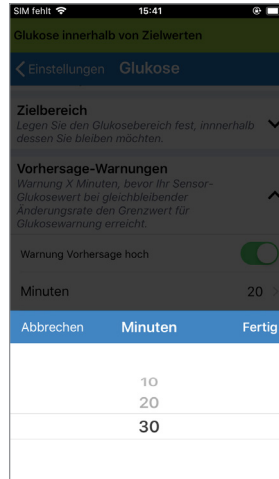 SIM fehlt 15:41
Glukose innerhalb von Zielwerten
Einstellungen Glukose
Zielbereich
Legen Sie den Glukosebereich fest, innnerhalb
dessen Sie bleiben möchten.
Vorhersage-Warnungen
Warnung X Minuten, bevor Ihr Sensor-
Glukosewert bei gleichbleibender
Änderungsrate den Grenzwert für
Glukosewarnung erreicht.
Warnung Vorhersage hoch
Minuten 20
Abbrechen Minuten Fertig
10
20
30